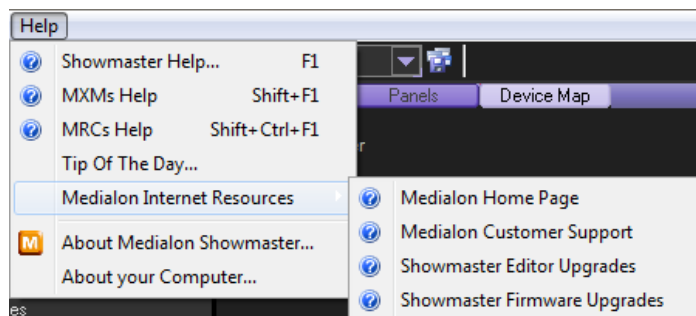 Help
Showmaster Help... F1
MXMs Help Shift+F1
MRCs Help Shift+Ctrl+F1
Tip Of The Day...
Medialon Internet Resources
M About Medialon Showmaster...
About your Computer...
Panels Device Map
Medialon Home Page
Medialon Customer Support
Showmaster Editor Upgrades
Showmaster Firmware Upgrades